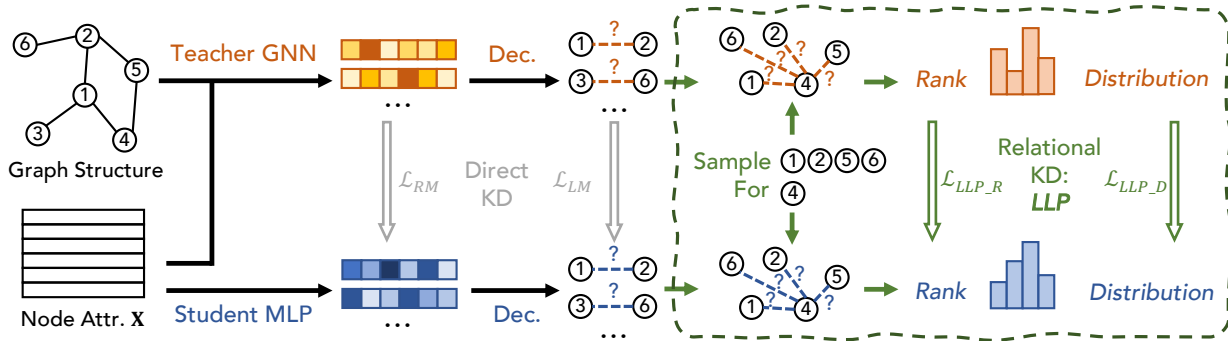 6
2
5
1
3
4
Graph Structure
Node Attr. X
Teacher GNN
Student MLP
...
...
ℒ_RM
Direct
KD
ℒ_LM
Dec.
Dec.
?
1 2
?
3 6
...
?
1 2
?
3 6
...
6 2 5
? ? ?
1 ? 4 ?
Sample
For
1 2 5 6
4
6 2 5
? ? ?
1 ? 4 ?
Rank
Distribution
ℒ_LLP_R
Relational
KD:
LLP
ℒ_LLP_D
Rank
Distribution